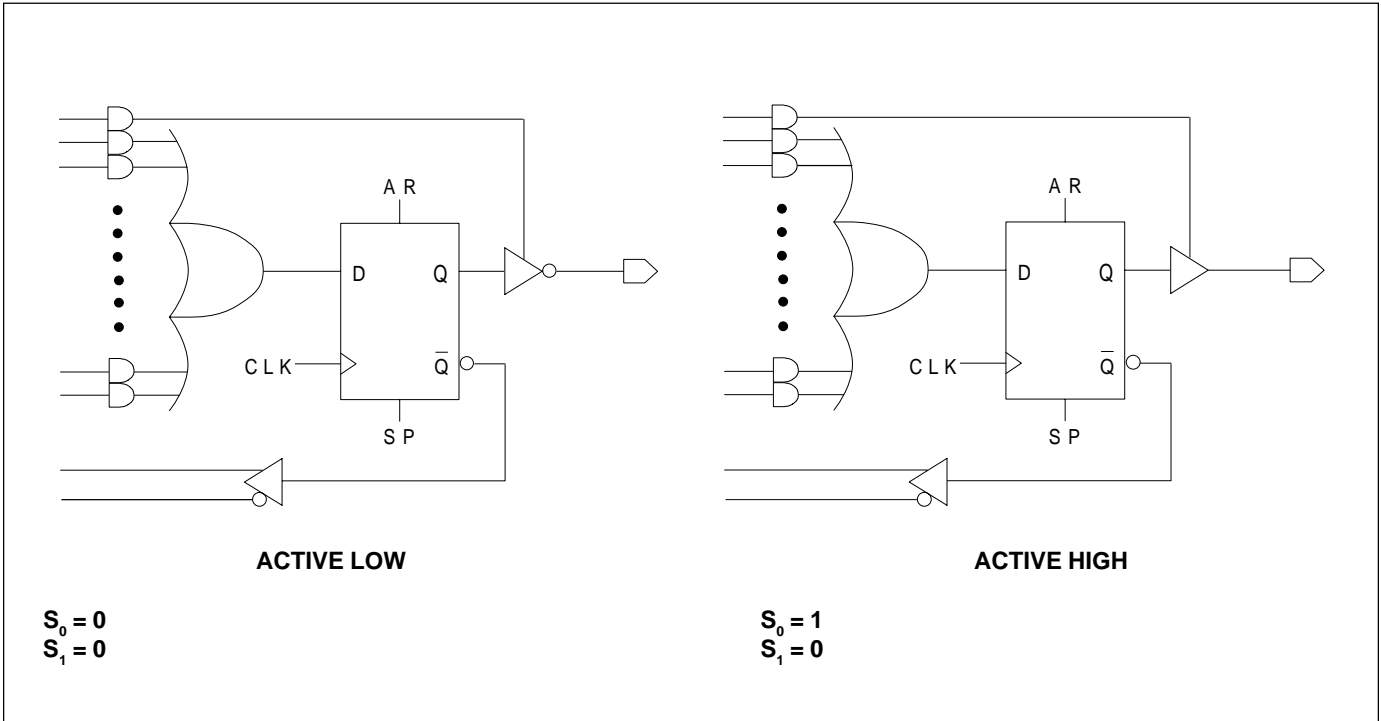 A R
D Q
C L K Q̅
S P
ACTIVE LOW
S₀ = 0
S₁ = 0
A R
D Q
C L K Q̅
S P
ACTIVE HIGH
S₀ = 1
S₁ = 0